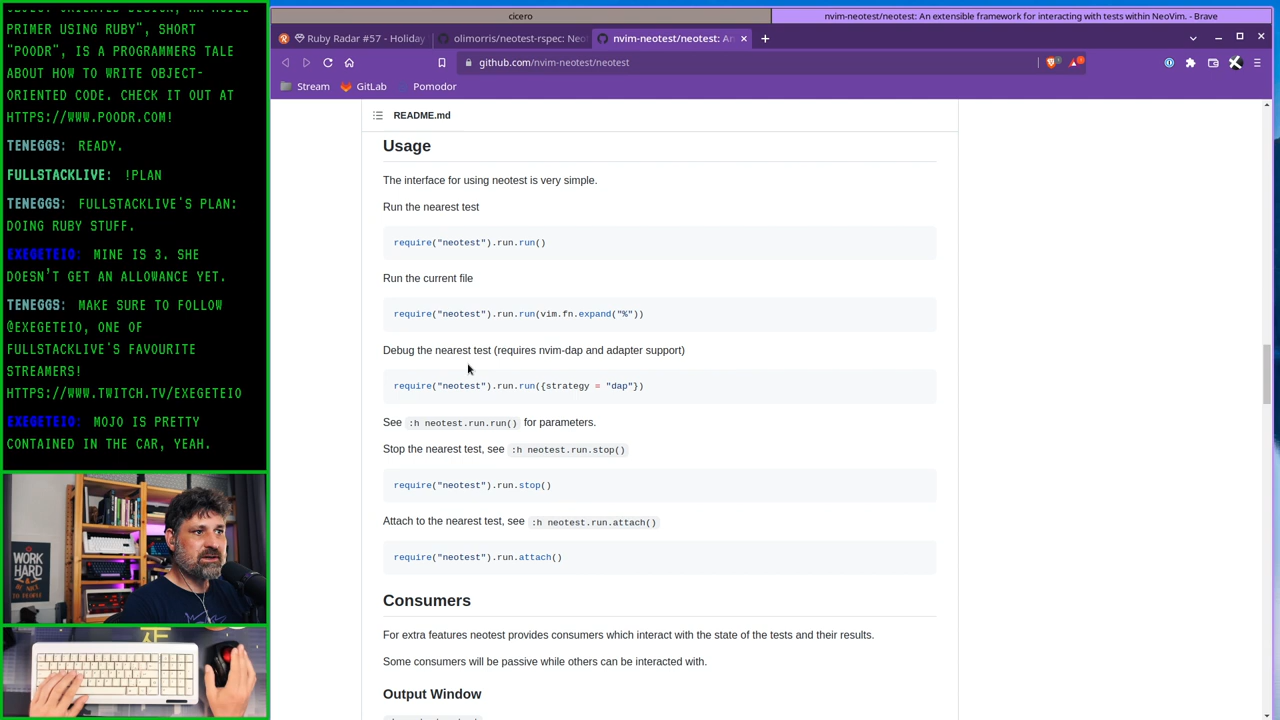 PRIMER USING RUBY", SHORT
"POODR", IS A PROGRAMMERS TALE
ABOUT HOW TO WRITE OBJECT-
ORIENTED CODE. CHECK IT OUT AT
HTTPS://WWW.POODR.COM!
TENEGGS: READY.
FULLSTACKLIVE: !PLAN
TENEGGS: FULLSTACKLIVE'S PLAN:
DOING RUBY STUFF.
EXEGETEIO: MINE IS 3. SHE
DOESN'T GET AN ALLOWANCE YET.
TENEGGS: MAKE SURE TO FOLLOW
@EXEGETEIO, ONE OF
FULLSTACKLIVE'S FAVOURITE
STREAMERS!
HTTPS://WWW.TWITCH.TV/EXEGETEIO
EXEGETEIO: MOJO IS PRETTY
CONTAINED IN THE CAR, YEAH.
WORK
HARD
cicero
nvim-neotest/neotest: An extensible framework for interacting with tests within NeoVim. - Brave
Ruby Radar #57 - Holiday
olimorris/neotest-rspec: Neo
nvim-neotest/neotest: An
github.com/nvim-neotest/neotest
Stream
GitLab
Pomodor
README.md
Usage
The interface for using neotest is very simple.
Run the nearest test
require("neotest").run.run()
Run the current file
require("neotest").run.run(vim.fn.expand("%"))
Debug the nearest test (requires nvim-dap and adapter support)
require("neotest").run.run({strategy = "dap"})
See :h neotest.run.run() for parameters.
Stop the nearest test, see :h neotest.run.stop()
require("neotest").run.stop()
Attach to the nearest test, see :h neotest.run.attach()
require("neotest").run.attach()
Consumers
For extra features neotest provides consumers which interact with the state of the tests and their results.
Some consumers will be passive while others can be interacted with.
Output Window